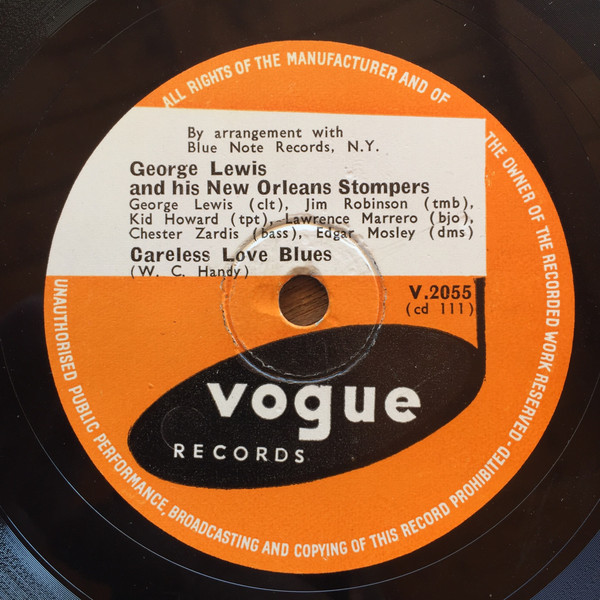 ALL RIGHTS OF THE MANUFACTURER AND OF THE OWNER OF THE RECORDED WORK RESERVED-
UNAUTHORISED PUBLIC PERFORMANCE, BROADCASTING AND COPYING OF THIS RECORD PROHIBITED-
By arrangement with
Blue Note Records, N.Y.
George Lewis
and his New Orleans Stompers
George Lewis (clt), Jim Robinson (tmb),
Kid Howard (tpt), Lawrence Marrero (bjo),
Chester Zardis (bass), Edgar Mosley (dms)
Careless Love Blues
(W. C. Handy)
V.2055
(cd 111)
vogue
RECORDS